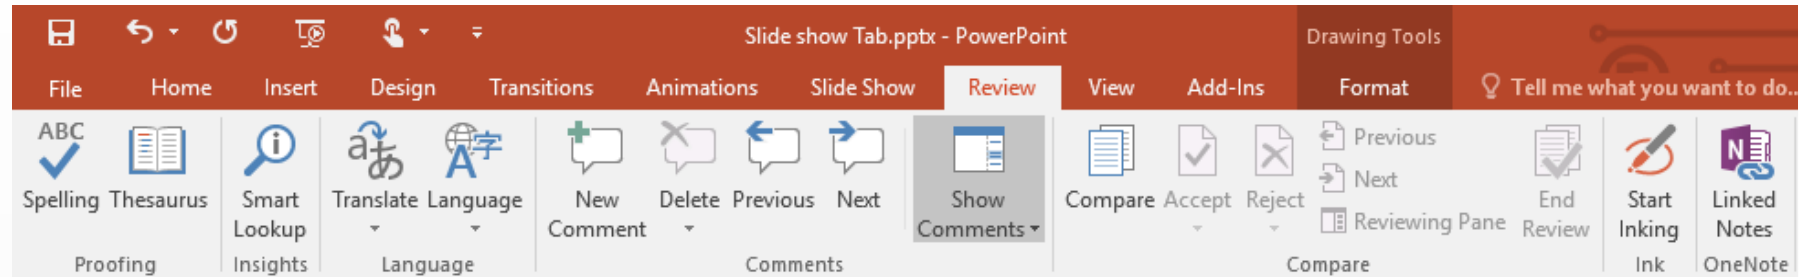 Slide show Tab.pptx - PowerPoint
Drawing Tools
File Home Insert Design Transitions Animations Slide Show Review View Add-Ins Format Tell me what you want to do..
ABC
a あ
A 字
N
Spelling Thesaurus
Smart Lookup
Translate Language
New Comment
Delete Previous Next
Show Comments
Compare Accept Reject
Previous
Next
Reviewing Pane
End Review
Start Inking
Linked Notes
Proofing Insights Language Comments Compare Ink OneNote